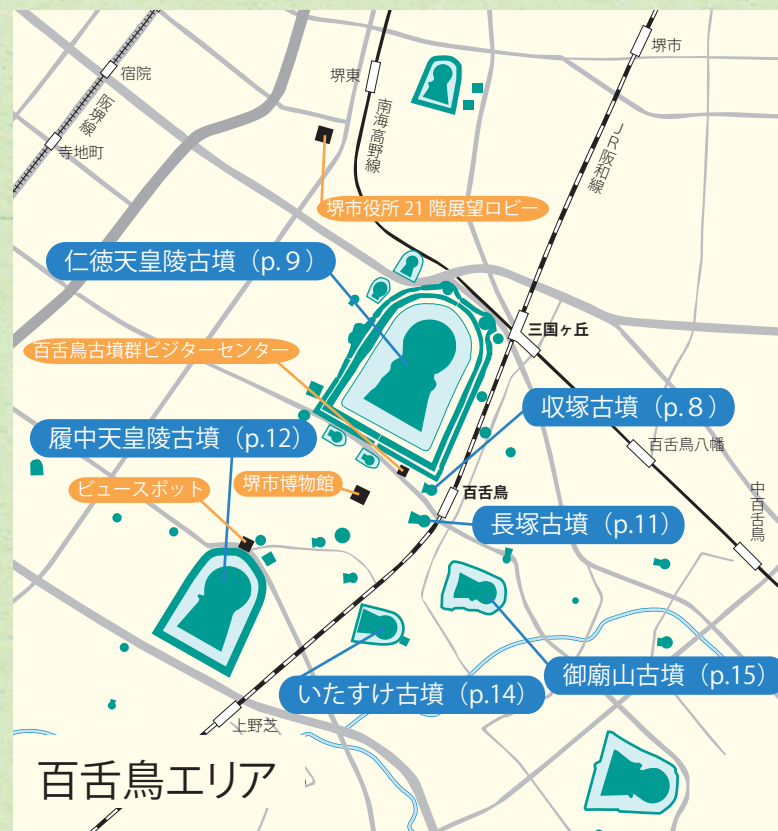 堺市
宿院
堺東
阪堺線
南海高野線
JR阪和線
寺地町
堺市役所 21 階展望ロビー
仁徳天皇陵古墳（p.９）
三国ヶ丘
百舌鳥古墳群ビジターセンター
収塚古墳（p.８）
履中天皇陵古墳（p.12）
百舌鳥八幡
ビュースポット
堺市博物館
百舌鳥
中百舌鳥
長塚古墳（p.11）
御廟山古墳（p.15）
いたすけ古墳（p.14）
上野芝
百舌鳥エリア